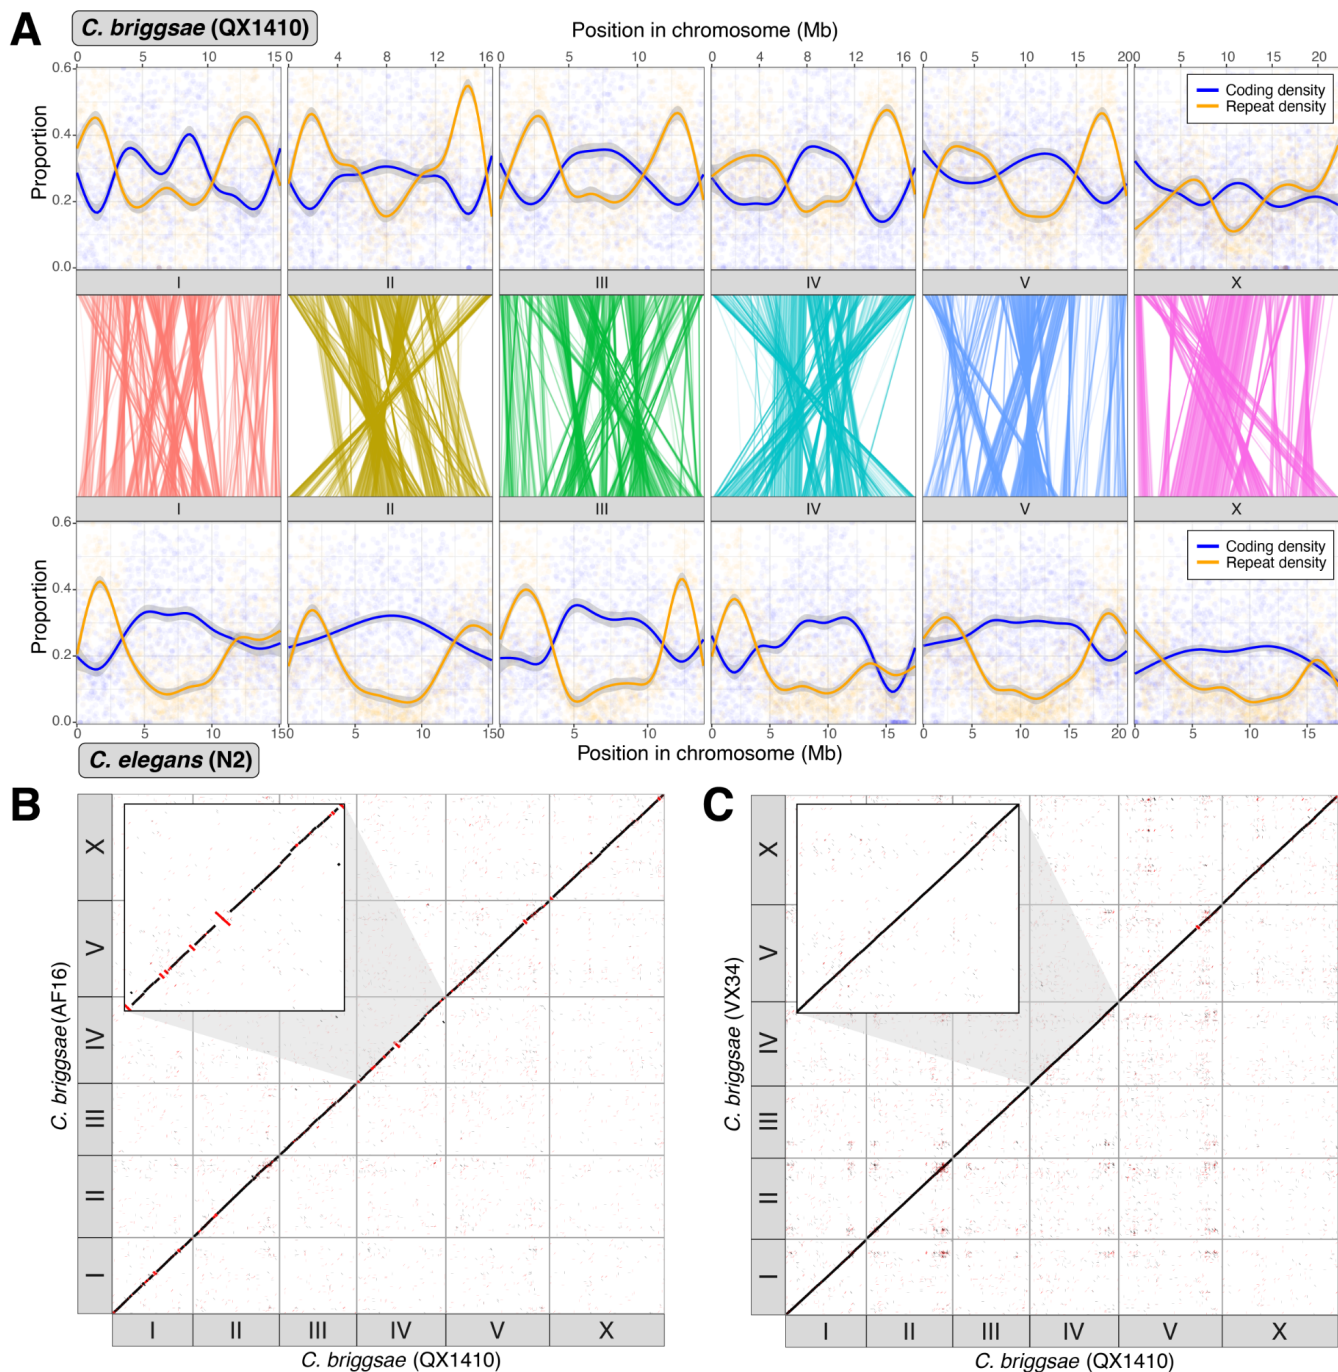 A
C. briggsae (QX1410)
Position in chromosome (Mb)
0 5 10 15 0 4 8 12 16 0 5 10 0 4 8 12 16 0 5 10 15 20 0 5 10 15 20
Proportion
0.6
0.4
0.2
0.0
Coding density
Repeat density
I II III IV V X
I II III IV V X
Proportion
0.6
0.4
0.2
0.0
Coding density
Repeat density
0 5 10 15 0 5 10 15 0 5 10 0 5 10 15 0 5 10 15 20 0 5 10 15
C. elegans (N2)
Position in chromosome (Mb)
B
C. briggsae (AF16)
X
V
IV
III
II
I
I II III IV V X
C. briggsae (QX1410)
C
C. briggsae (VX34)
X
V
IV
III
II
I
I II III IV V X
C. briggsae (QX1410)